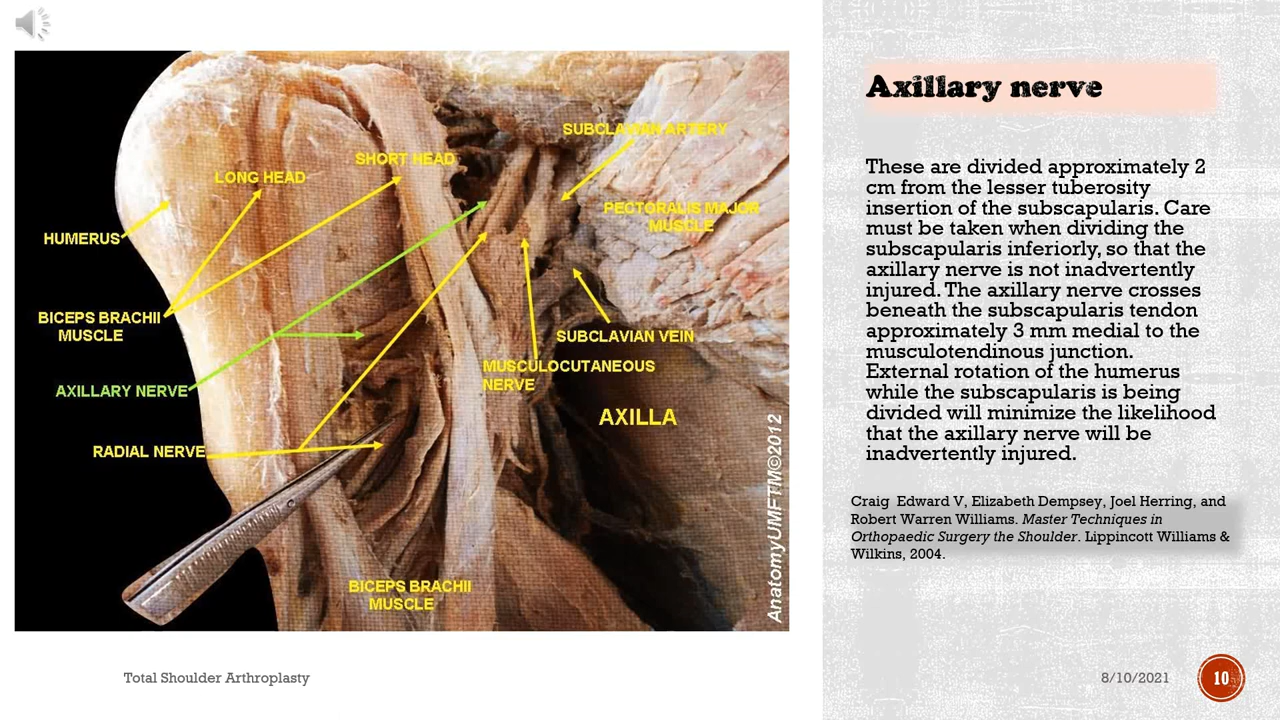 Axillary nerve
SUBCLAVIAN ARTERY
SHORT HEAD
LONG HEAD
PECTORALIS MAJOR
MUSCLE
HUMERUS
BICEPS BRACHII
MUSCLE
SUBCLAVIAN VEIN
MUSCULOCUTANEOUS
NERVE
AXILLARY NERVE
AXILLA
RADIAL NERVE
BICEPS BRACHII
MUSCLE
AnatomyUMFTM©2012
These are divided approximately 2
cm from the lesser tuberosity
insertion of the subscapularis. Care
must be taken when dividing the
subscapularis inferiorly, so that the
axillary nerve is not inadvertently
injured. The axillary nerve crosses
beneath the subscapularis tendon
approximately 3 mm medial to the
musculotendinous junction.
External rotation of the humerus
while the subscapularis is being
divided will minimize the likelihood
that the axillary nerve will be
inadvertently injured.
Craig Edward V, Elizabeth Dempsey, Joel Herring, and
Robert Warren Williams. Master Techniques in
Orthopaedic Surgery the Shoulder. Lippincott Williams &
Wilkins, 2004.
Total Shoulder Arthroplasty
8/10/2021
10